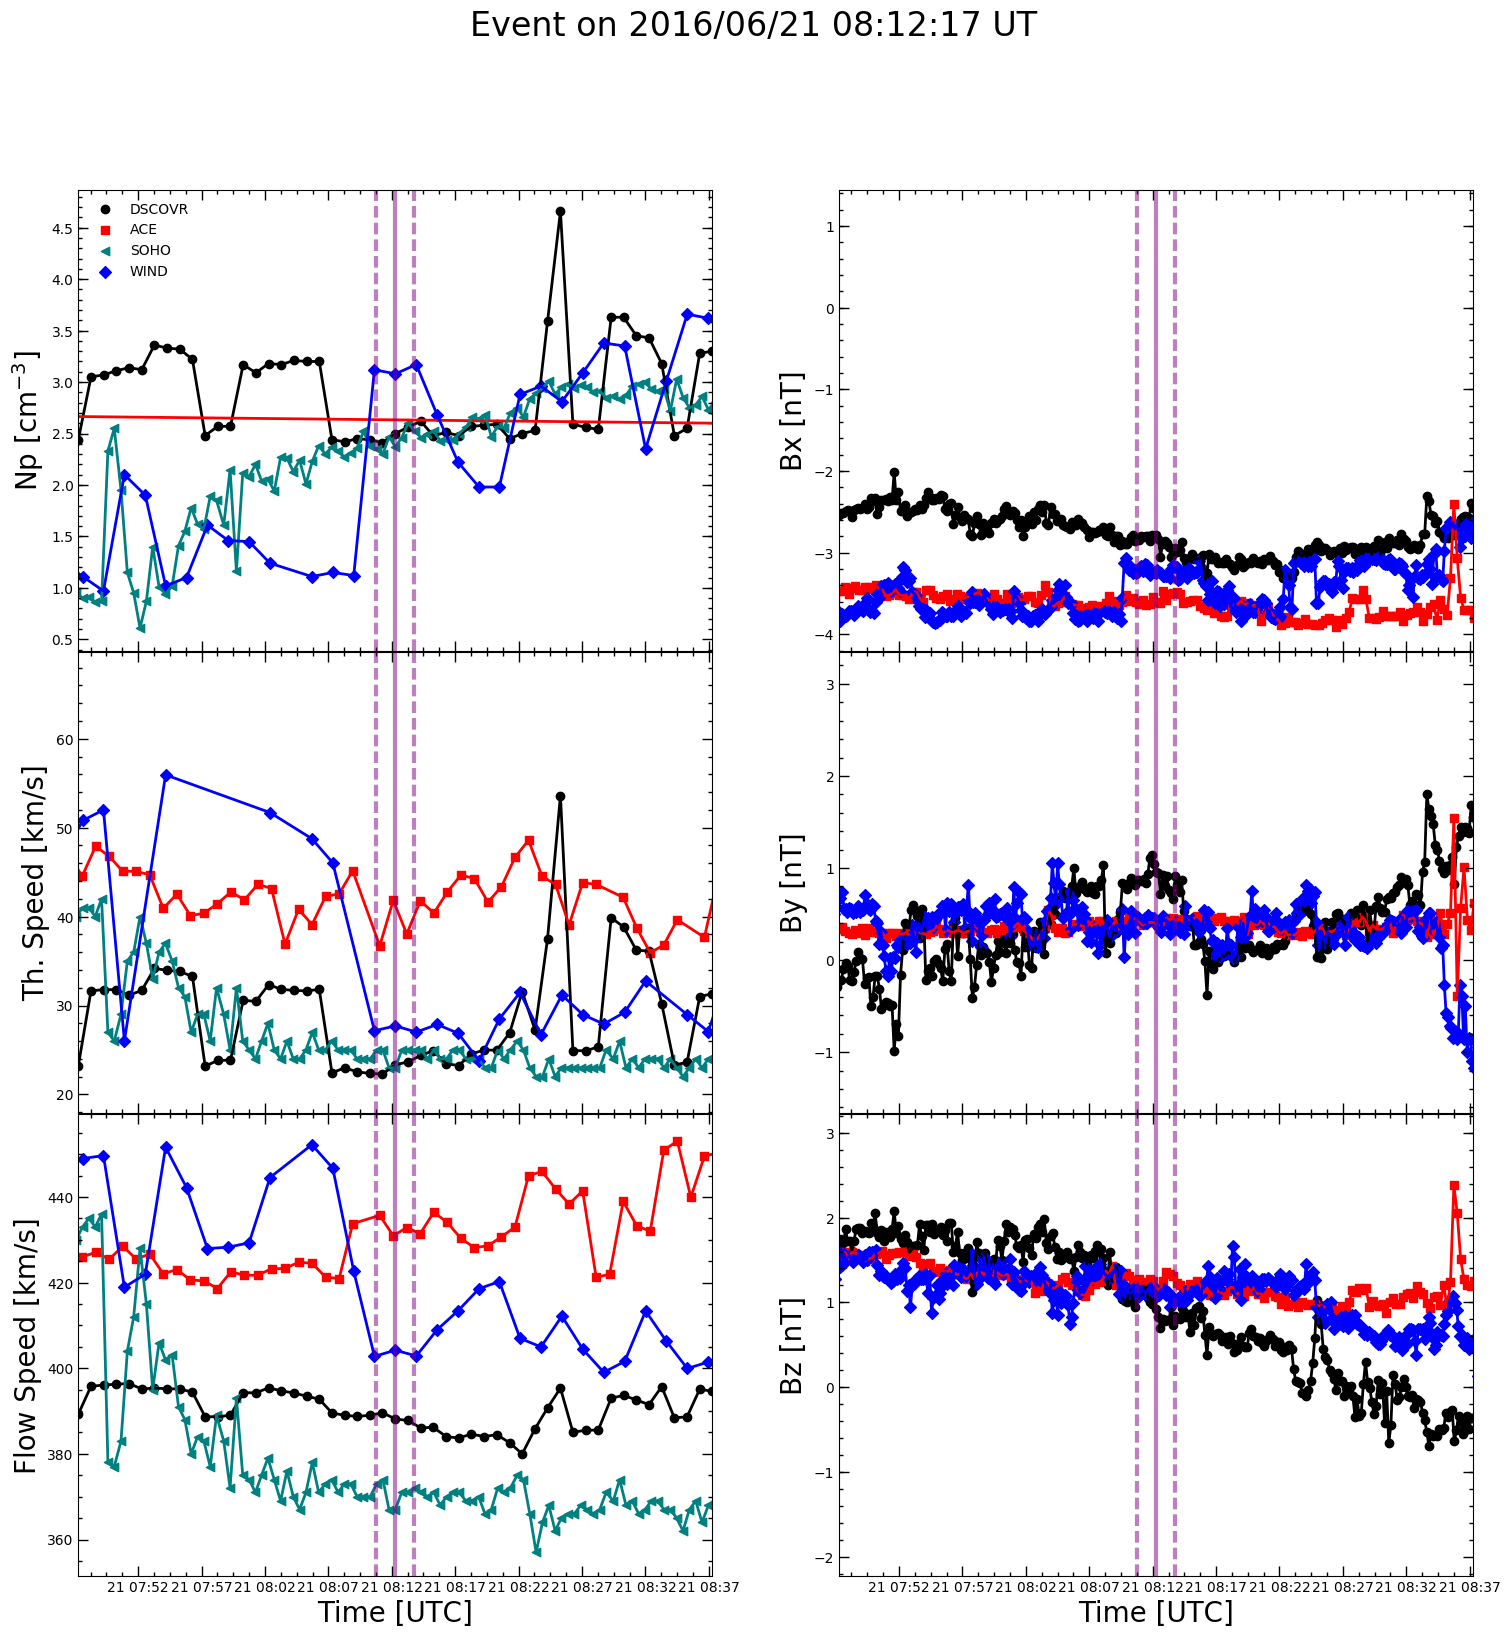 Event on 2016/06/21 08:12:17 UT
DSCOVR
ACE
SOHO
WIND
Np [cm⁻³]
4.5
4.0
3.5
3.0
2.5
2.0
1.5
1.0
0.5
Bx [nT]
1
0
−1
−2
−3
−4
Th. Speed [km/s]
60
50
40
30
20
By [nT]
3
2
1
0
−1
Flow Speed [km/s]
440
420
400
380
360
Bz [nT]
3
2
1
0
−1
−2
21 07:52 21 07:57 21 08:02 21 08:07 21 08:12 21 08:17 21 08:22 21 08:27 21 08:32 21 08:37
Time [UTC]
21 07:52 21 07:57 21 08:02 21 08:07 21 08:12 21 08:17 21 08:22 21 08:27 21 08:32 21 08:37
Time [UTC]